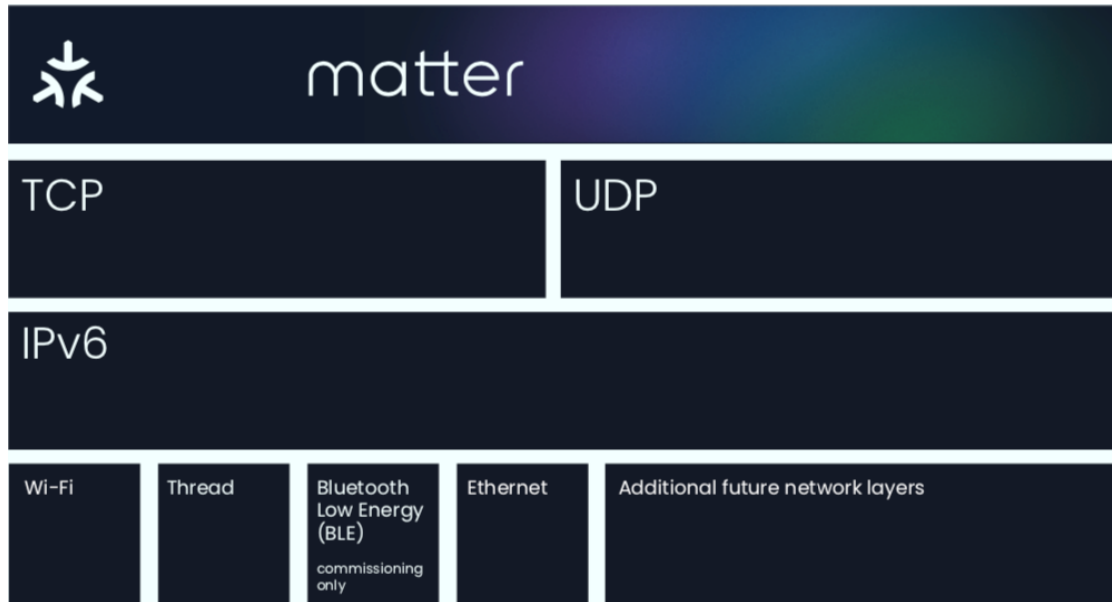 matter
TCP
UDP
IPv6
Wi-Fi
Thread
Bluetooth
Low Energy
(BLE)
commissioning
only
Ethernet
Additional future network layers